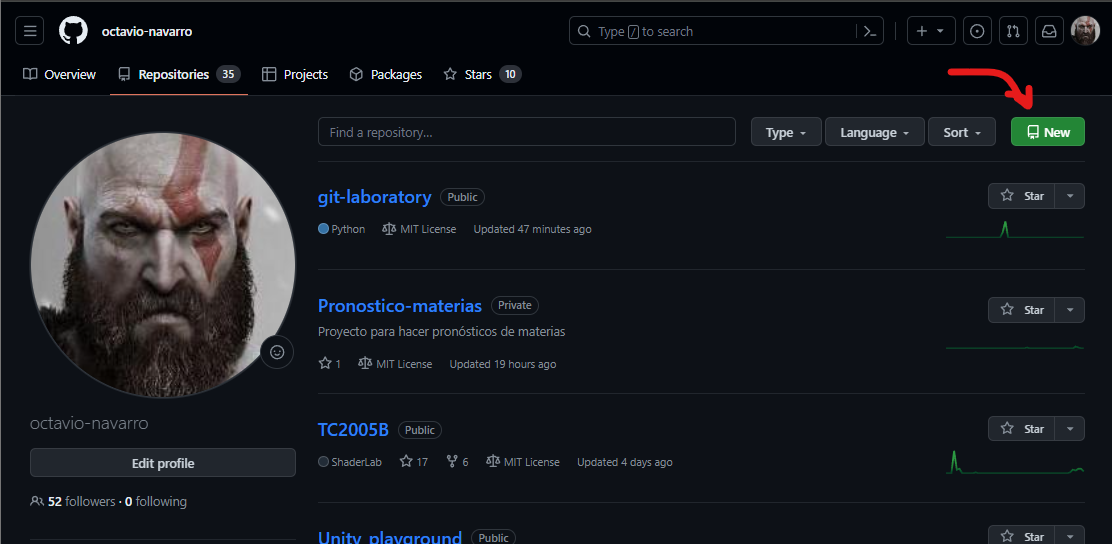 octavio-navarro
Type / to search
Overview
Repositories 35
Projects
Packages
Stars 10
Find a repository...
Type
Language
Sort
New
git-laboratory Public
Star
Python MIT License Updated 47 minutes ago
Pronostico-materias Private
Star
Proyecto para hacer pronósticos de materias
1 MIT License Updated 19 hours ago
octavio-navarro
Edit profile
52 followers · 0 following
TC2005B Public
Star
ShaderLab 17 6 MIT License Updated 4 days ago
Unity_playground Public
Star